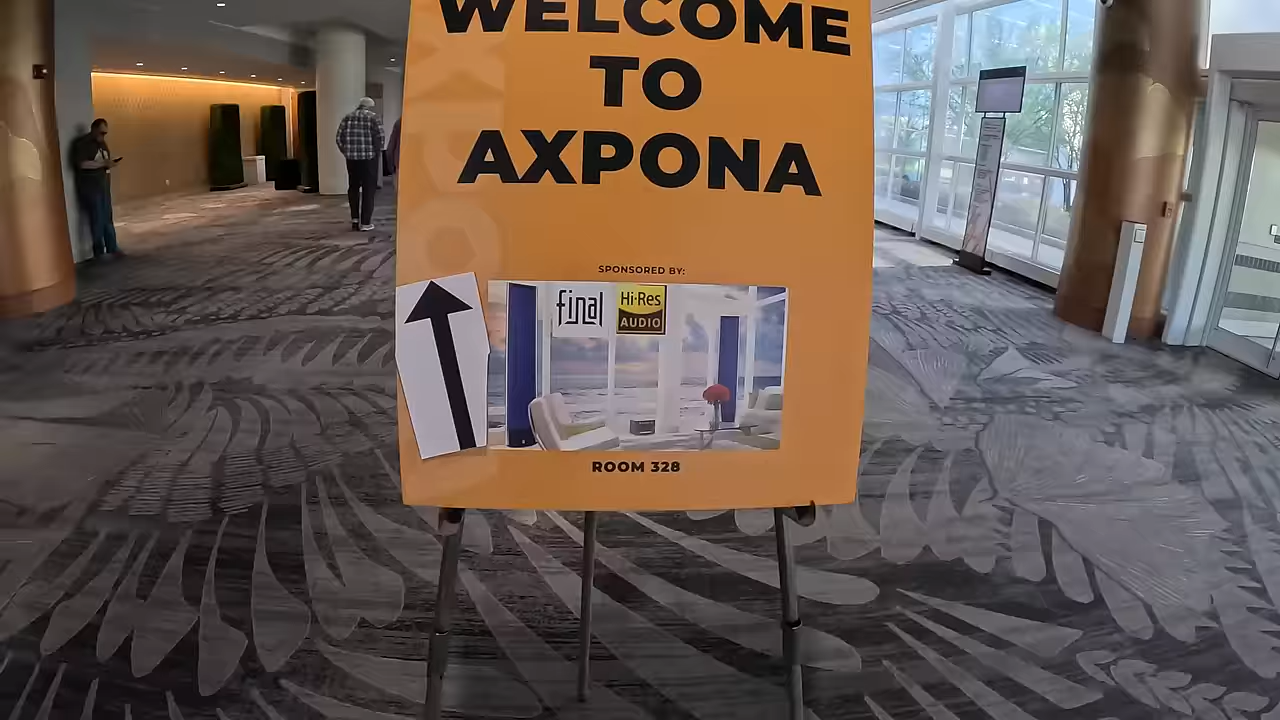 WELCOME
TO
AXPONA
SPONSORED BY:
final
Hi-Res
AUDIO
ROOM 328